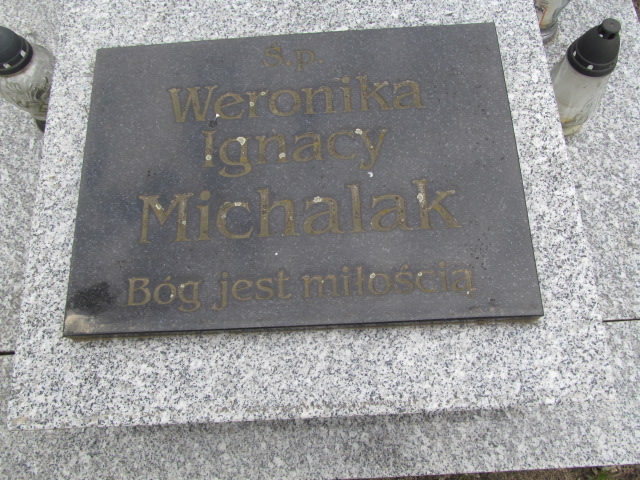 Ś.p.
Weronika
Ignacy
Michalak
Bóg jest miłością